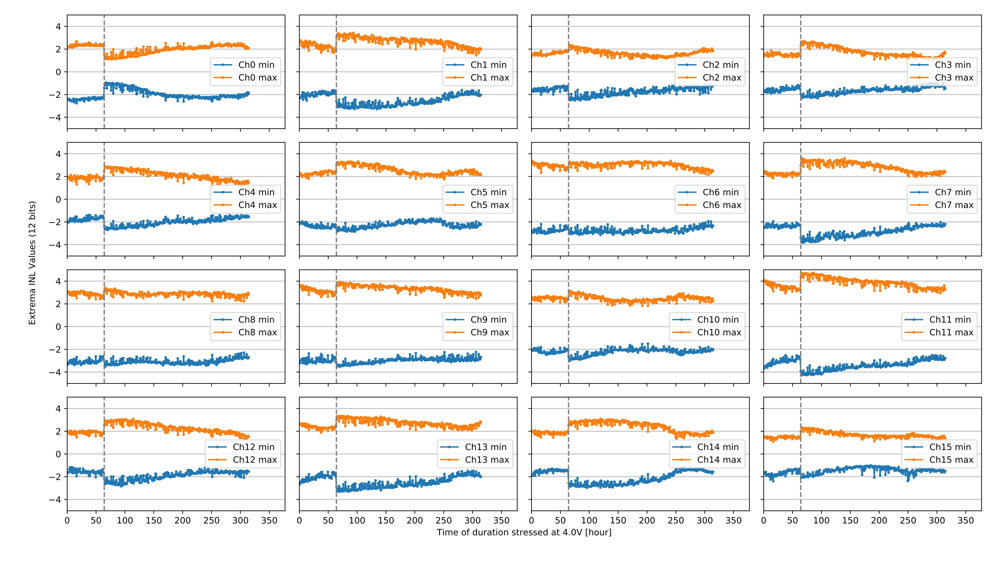 4
2
0
−2
−4
Ch0 min
Ch0 max
Ch1 min
Ch1 max
Ch2 min
Ch2 max
Ch3 min
Ch3 max
4
2
0
−2
−4
Ch4 min
Ch4 max
Ch5 min
Ch5 max
Ch6 min
Ch6 max
Ch7 min
Ch7 max
Extrema INL Values (12 bits)
4
2
0
−2
−4
Ch8 min
Ch8 max
Ch9 min
Ch9 max
Ch10 min
Ch10 max
Ch11 min
Ch11 max
4
2
0
−2
−4
Ch12 min
Ch12 max
Ch13 min
Ch13 max
Ch14 min
Ch14 max
Ch15 min
Ch15 max
0 50 100 150 200 250 300 350
0 50 100 150 200 250 300 350
0 50 100 150 200 250 300 350
0 50 100 150 200 250 300 350
Time of duration stressed at 4.0V [hour]